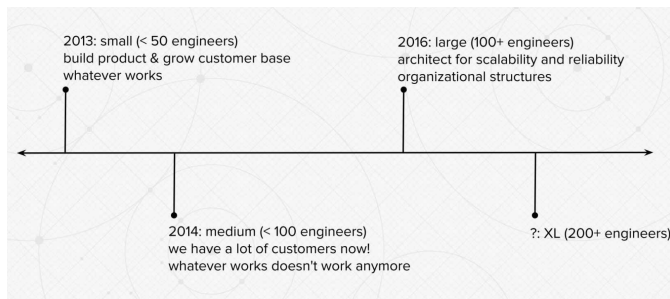 2013: small (< 50 engineers)
build product & grow customer base
whatever works
2014: medium (< 100 engineers)
we have a lot of customers now!
whatever works doesn't work anymore
2016: large (100+ engineers)
architect for scalability and reliability
organizational structures
?: XL (200+ engineers)